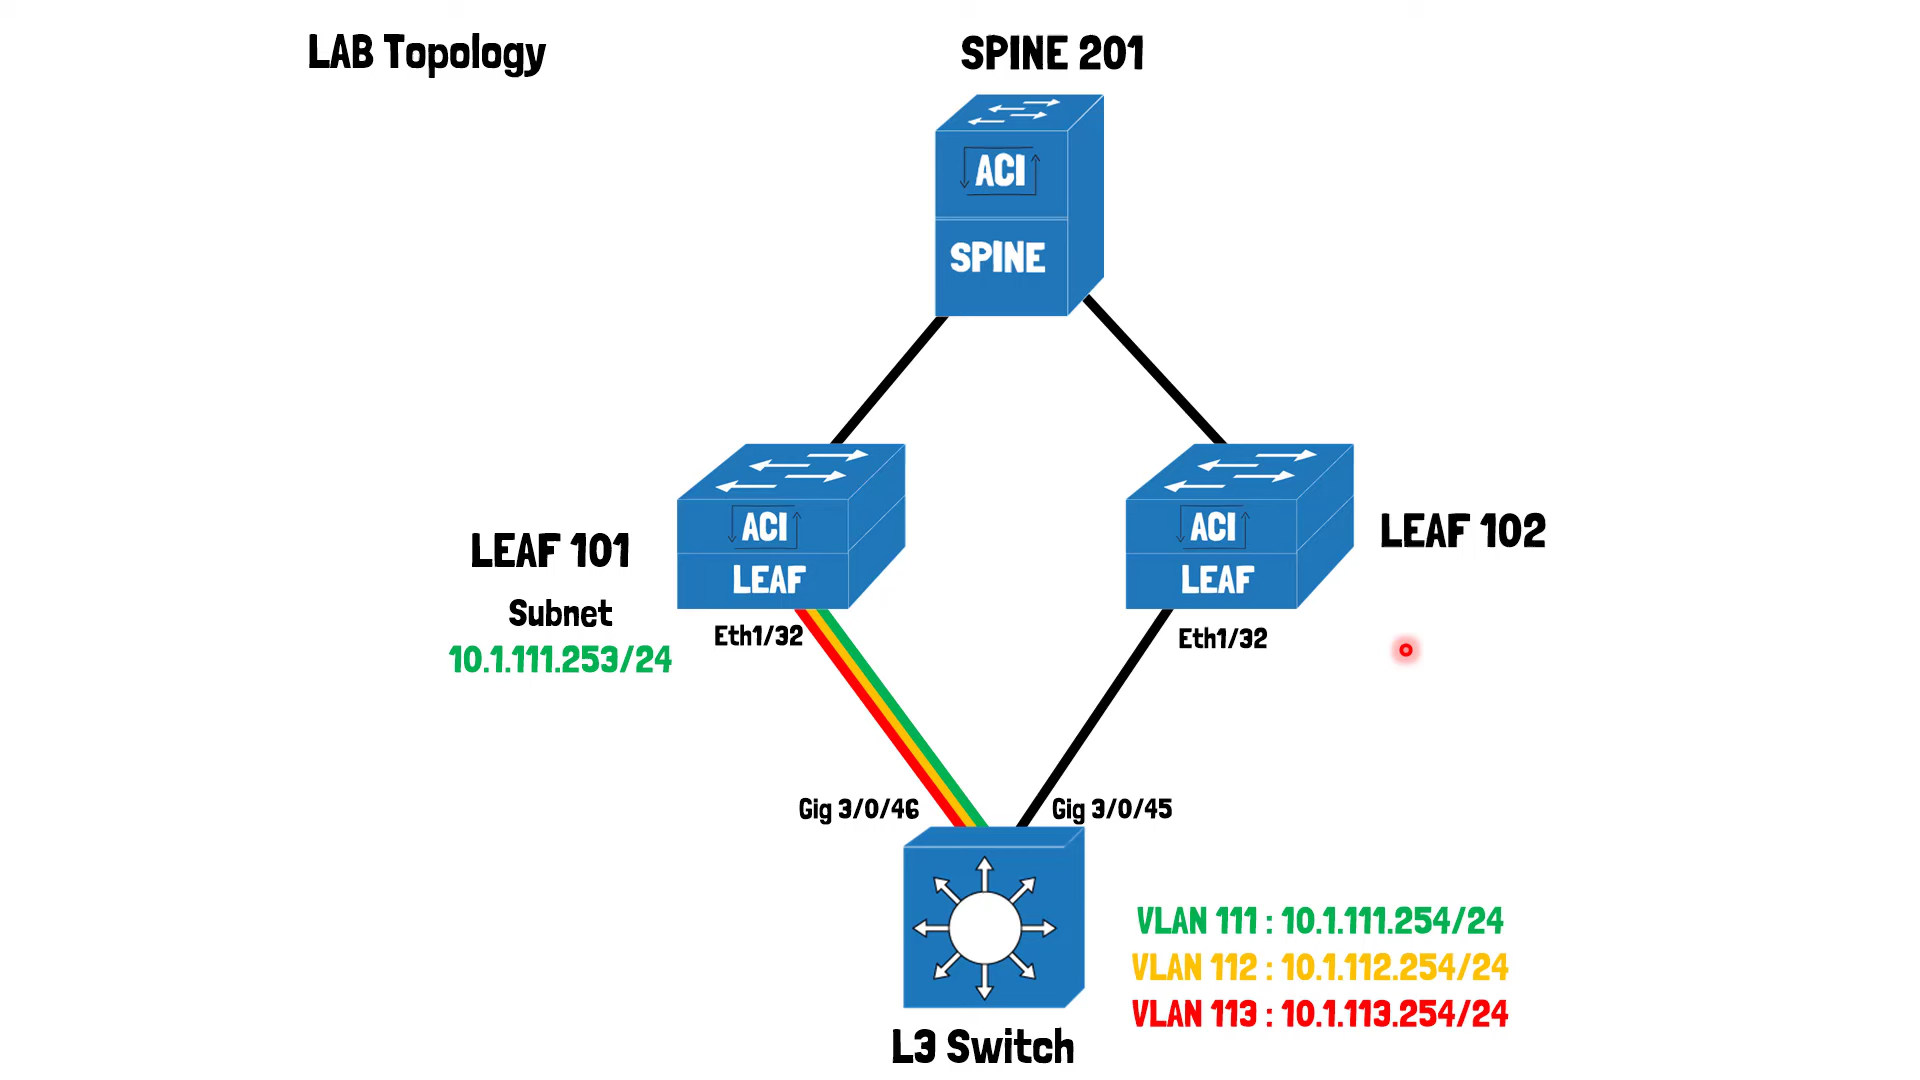 LAB Topology
SPINE 201
ACI
SPINE
LEAF 101
Subnet
10.1.111.253/24
ACI
LEAF
Eth1/32
ACI
LEAF
Eth1/32
LEAF 102
Gig 3/0/46
Gig 3/0/45
VLAN 111 : 10.1.111.254/24
VLAN 112 : 10.1.112.254/24
VLAN 113 : 10.1.113.254/24
L3 Switch